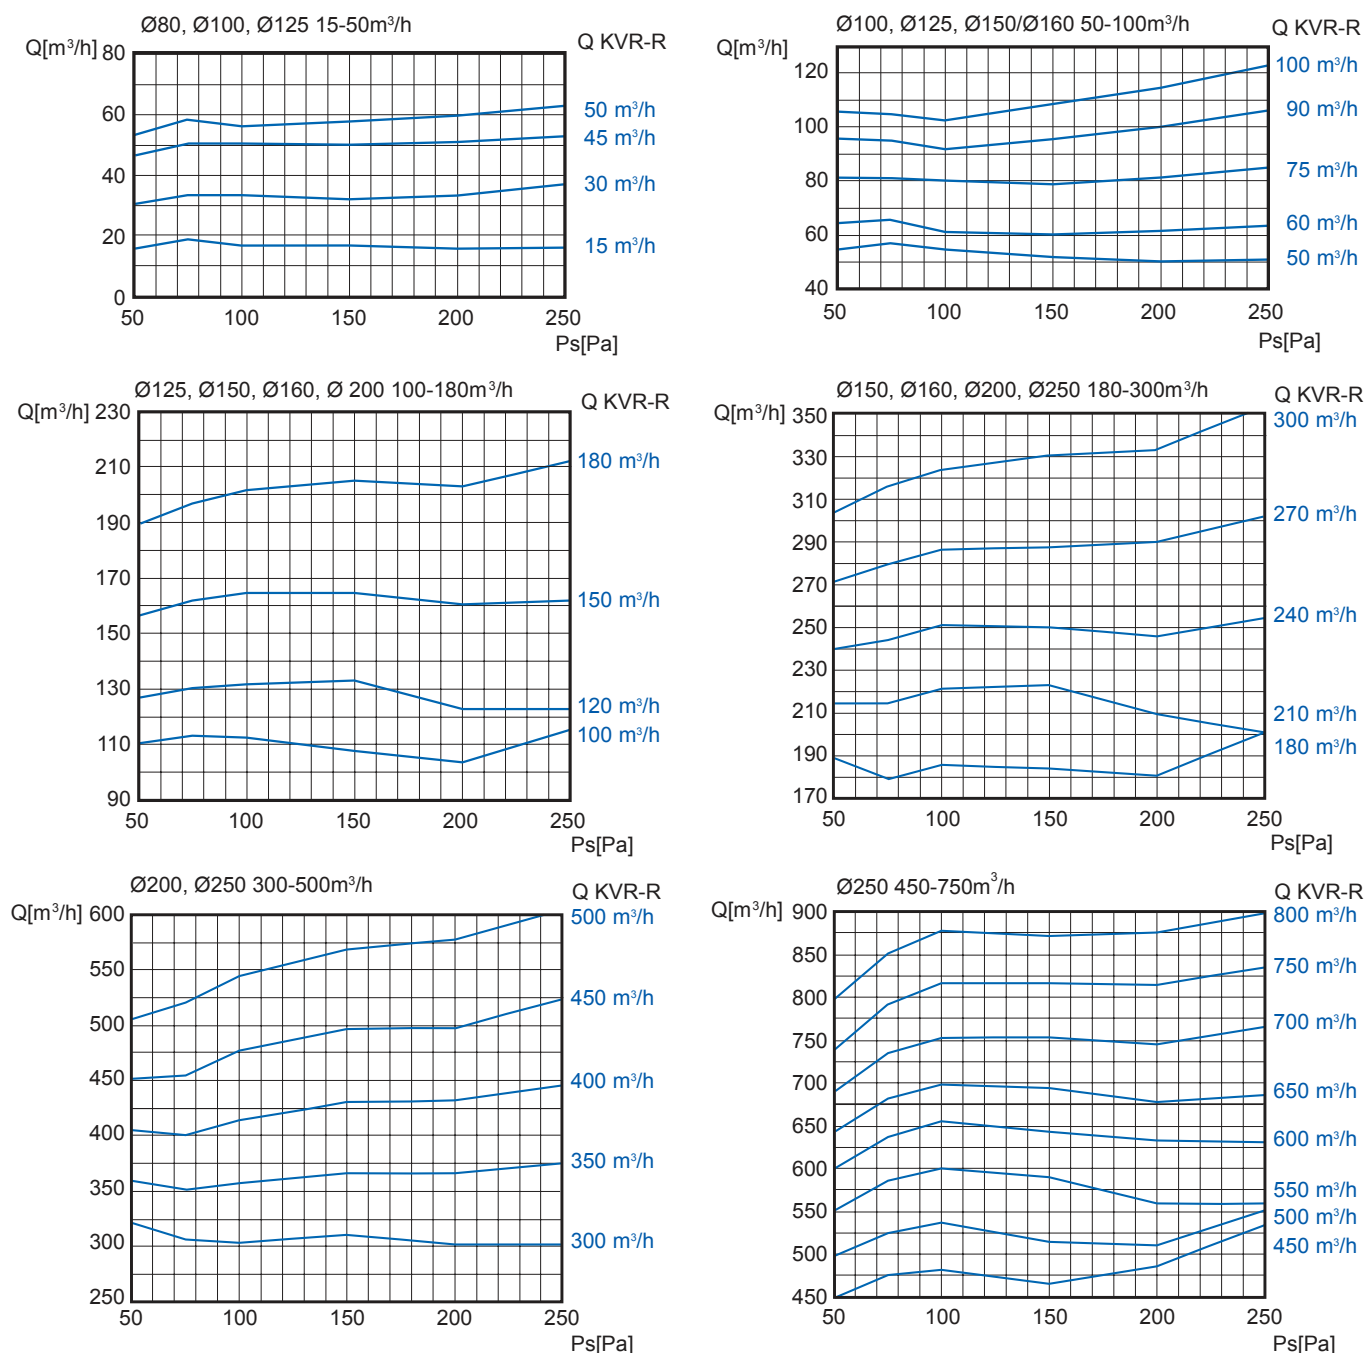 Ø80, Ø100, Ø125 15-50m³/h
Q[m³/h]
Q KVR-R
80
60
40
20
0
50 m³/h
45 m³/h
30 m³/h
15 m³/h
50 100 150 200 250
Ps[Pa]
Ø100, Ø125, Ø150/Ø160 50-100m³/h
Q[m³/h]
Q KVR-R
120
100
80
60
40
100 m³/h
90 m³/h
75 m³/h
60 m³/h
50 m³/h
50 100 150 200 250
Ps[Pa]
Ø125, Ø150, Ø160, Ø 200 100-180m³/h
Q[m³/h]
Q KVR-R
230
210
190
170
150
130
110
90
180 m³/h
150 m³/h
120 m³/h
100 m³/h
50 100 150 200 250
Ps[Pa]
Ø150, Ø160, Ø200, Ø250 180-300m³/h
Q[m³/h]
Q KVR-R
350
330
310
290
270
250
230
210
190
170
300 m³/h
270 m³/h
240 m³/h
210 m³/h
180 m³/h
50 100 150 200 250
Ps[Pa]
Ø200, Ø250 300-500m³/h
Q[m³/h]
Q KVR-R
600
550
500
450
400
350
300
250
500 m³/h
450 m³/h
400 m³/h
350 m³/h
300 m³/h
50 100 150 200 250
Ps[Pa]
Ø250 450-750m³/h
Q[m³/h]
Q KVR-R
900
850
800
750
700
650
600
550
500
450
800 m³/h
750 m³/h
700 m³/h
650 m³/h
600 m³/h
550 m³/h
500 m³/h
450 m³/h
50 100 150 200 250
Ps[Pa]